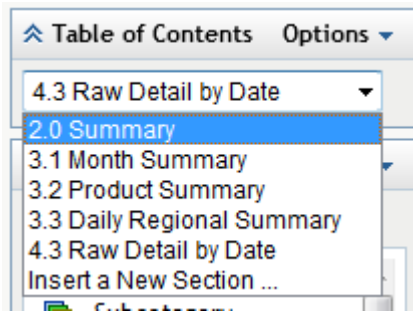 Table of Contents Options
4.3 Raw Detail by Date
2.0 Summary
3.1 Month Summary
3.2 Product Summary
3.3 Daily Regional Summary
4.3 Raw Detail by Date
Insert a New Section ...
Subcategory